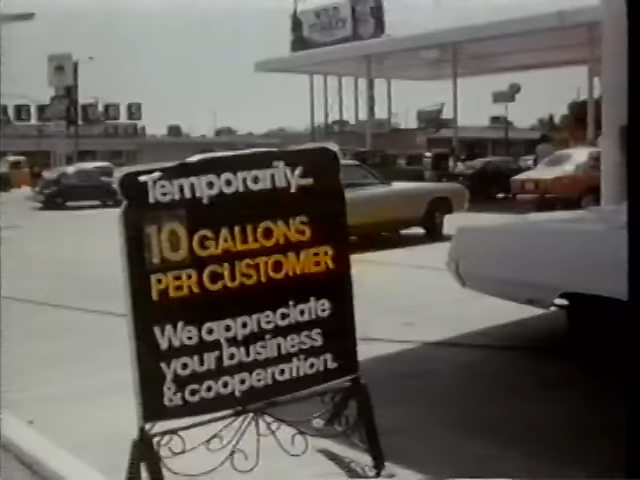 Temporarily...
10 GALLONS
PER CUSTOMER
We appreciate
your business
& cooperation.